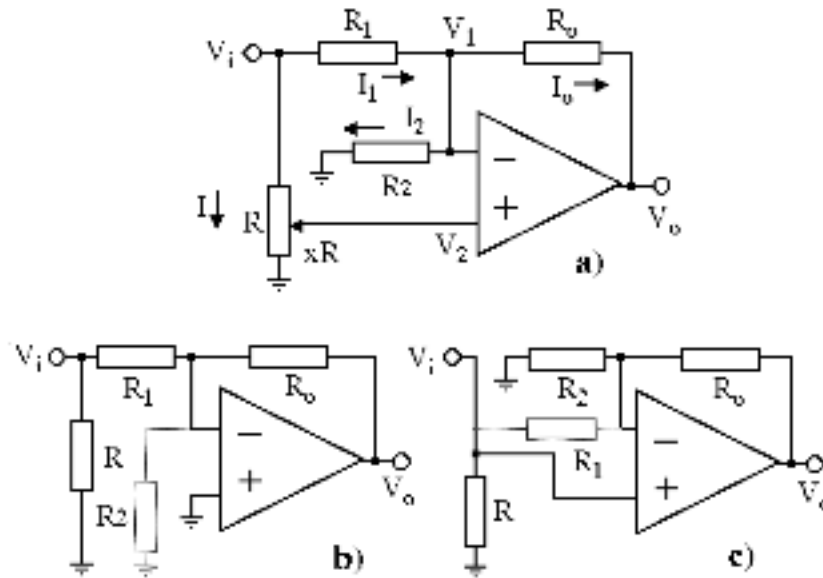 R₁
V₁
Rₒ
Vᵢ
I₁
Iₒ
I₂
R2
−
I
R
+
xR
V₂
Vₒ
a)
Vᵢ
R₁
Rₒ
R
−
R2
+
Vₒ
b)
Vᵢ
R₂
Rₒ
R₁
−
+
R
Vₒ
c)